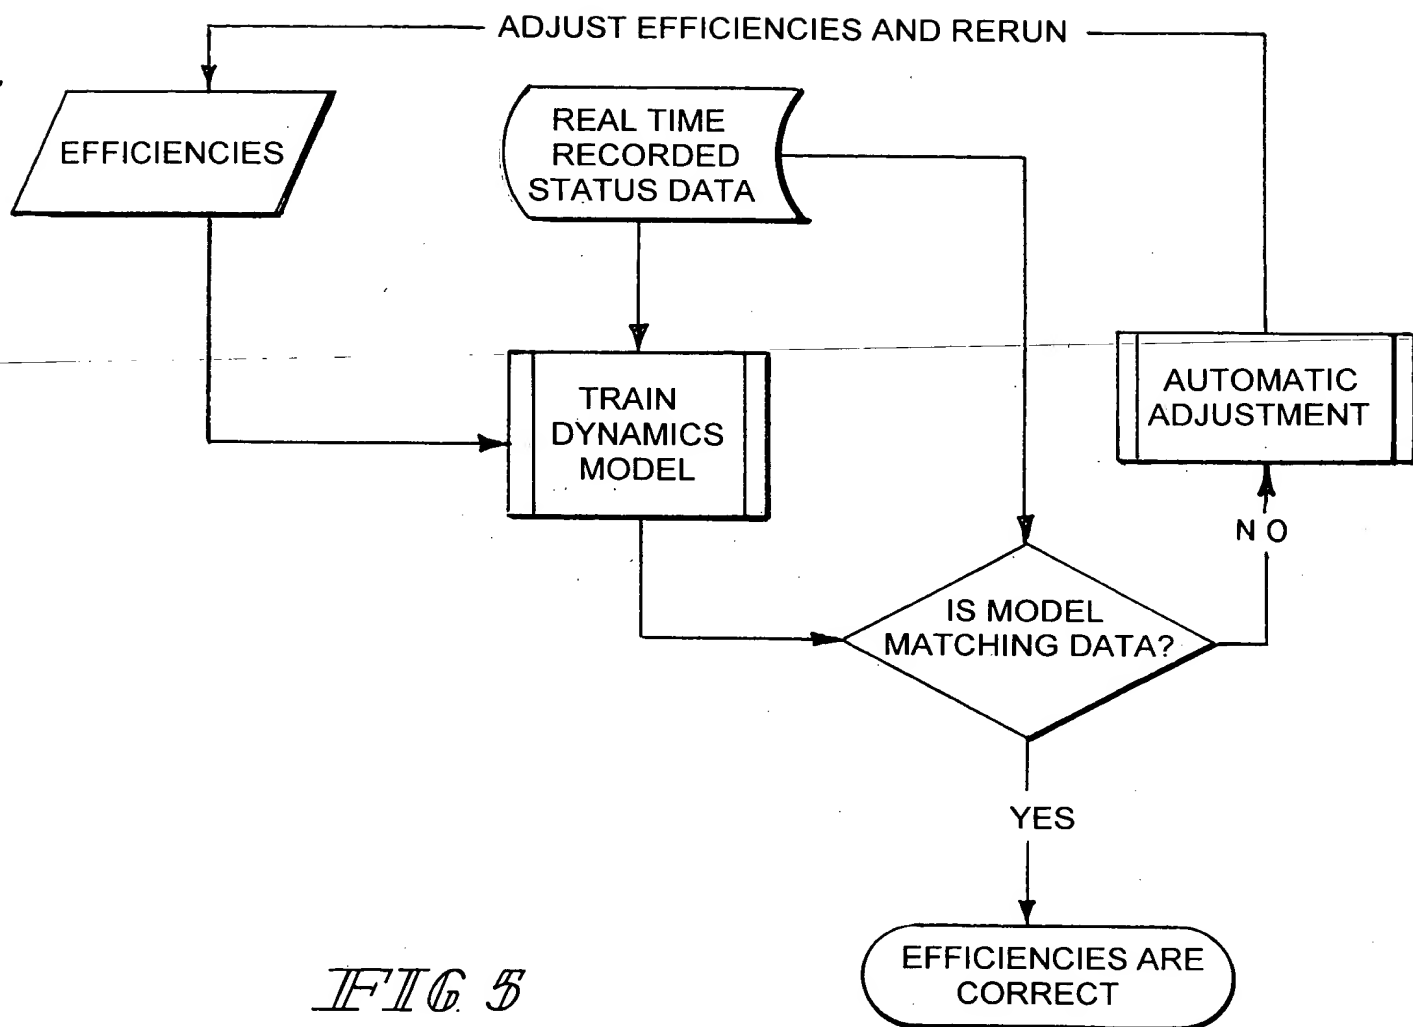 ADJUST EFFICIENCIES AND RERUN
EFFICIENCIES
REAL TIME
RECORDED
STATUS DATA
TRAIN
DYNAMICS
MODEL
AUTOMATIC
ADJUSTMENT
NO
IS MODEL
MATCHING DATA?
YES
EFFICIENCIES ARE
CORRECT
FIG. 5